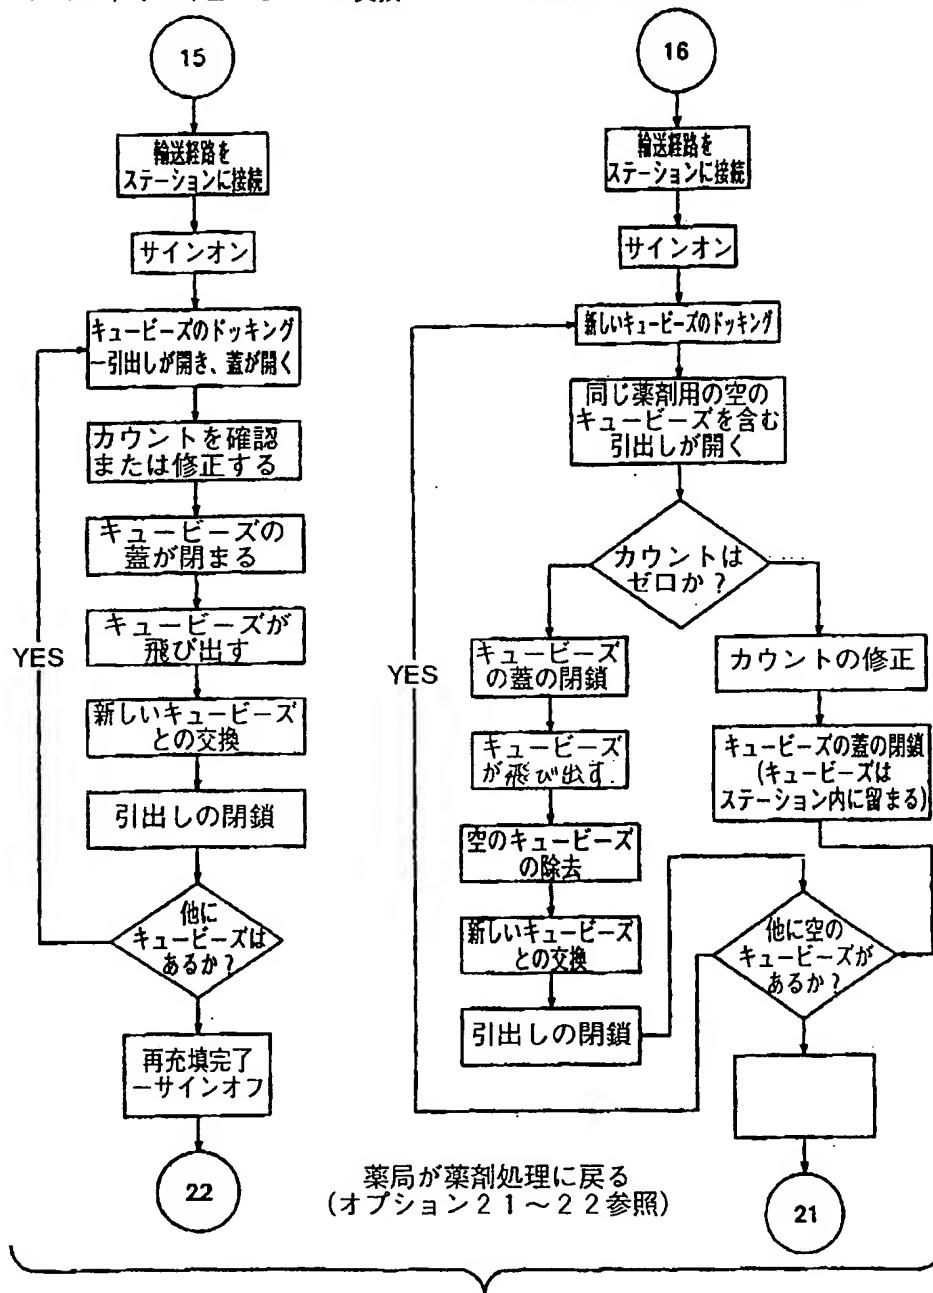 15
輸送経路を
ステーションに接続
サインオン
キュービーズのドッキング
－引出しが開き、蓋が開く
カウントを確認
または修正する
キュービーズの
蓋が閉まる
キュービーズが
飛び出す
YES
新しいキュービーズ
との交換
引出しの閉鎖
他に
キュービーズは
あるか？
再充填完了
－サインオフ
22
16
輸送経路を
ステーションに接続
サインオン
新しいキュービーズのドッキング
同じ薬剤用の空の
キュービーズを含む
引出しが開く
カウントは
ゼロか？
YES
キュービーズ
の蓋の閉鎖
キュービーズ
が飛び出す.
空のキュービーズ
の除去
新しいキュービーズ
との交換
引出しの閉鎖
カウントの修正
キュービーズの蓋の閉鎖
(キュービーズは
ステーション内に留まる)
他に空の
キュービーズが
あるか？
21
薬局が薬剤処理に戻る
(オプション２１～２２参照)